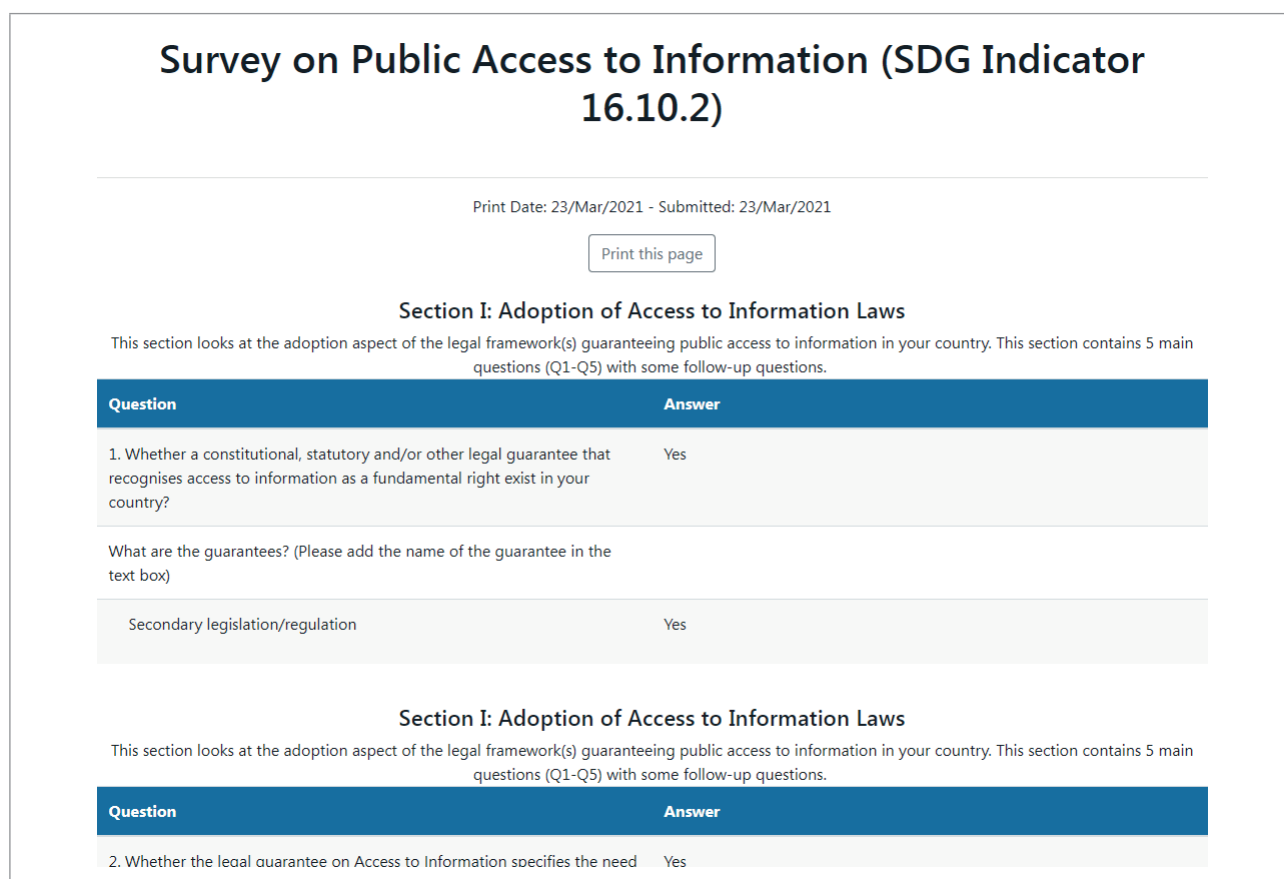 Survey on Public Access to Information (SDG Indicator
16.10.2)
Print Date: 23/Mar/2021 - Submitted: 23/Mar/2021
Print this page
Section I: Adoption of Access to Information Laws
This section looks at the adoption aspect of the legal framework(s) guaranteeing public access to information in your country. This section contains 5 main
questions (Q1-Q5) with some follow-up questions.
Question Answer
1. Whether a constitutional, statutory and/or other legal guarantee that Yes
recognises access to information as a fundamental right exist in your
country?
What are the guarantees? (Please add the name of the guarantee in the
text box)
Secondary legislation/regulation Yes
Section I: Adoption of Access to Information Laws
This section looks at the adoption aspect of the legal framework(s) guaranteeing public access to information in your country. This section contains 5 main
questions (Q1-Q5) with some follow-up questions.
Question Answer
2. Whether the legal guarantee on Access to Information specifies the need Yes